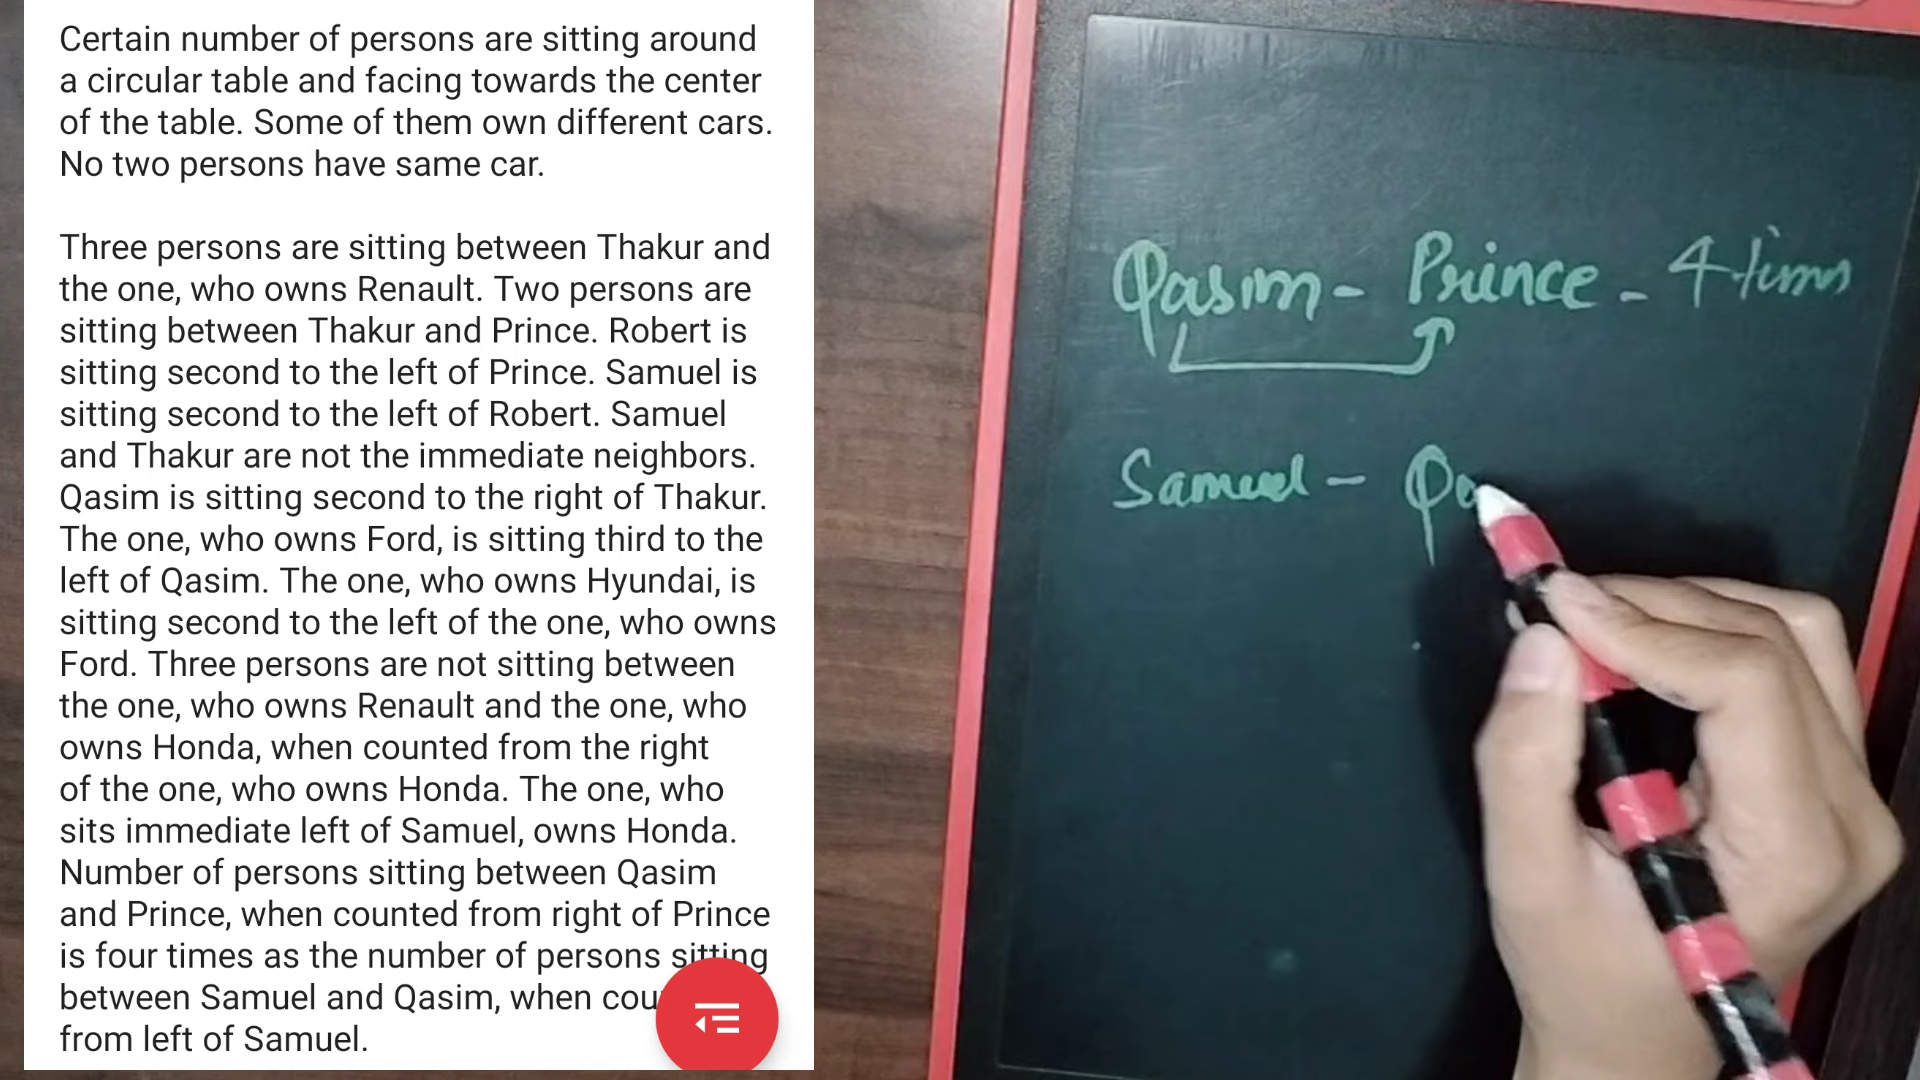 Certain number of persons are sitting around
a circular table and facing towards the center
of the table. Some of them own different cars.
No two persons have same car.
Three persons are sitting between Thakur and
the one, who owns Renault. Two persons are
sitting between Thakur and Prince. Robert is
sitting second to the left of Prince. Samuel is
sitting second to the left of Robert. Samuel
and Thakur are not the immediate neighbors.
Qasim is sitting second to the right of Thakur.
The one, who owns Ford, is sitting third to the
left of Qasim. The one, who owns Hyundai, is
sitting second to the left of the one, who owns
Ford. Three persons are not sitting between
the one, who owns Renault and the one, who
owns Honda, when counted from the right
of the one, who owns Honda. The one, who
sits immediate left of Samuel, owns Honda.
Number of persons sitting between Qasim
and Prince, when counted from right of Prince
is four times as the number of persons sitting
between Samuel and Qasim, when cou
from left of Samuel.
Qasim - Prince - 4 times
Samuel - Qa